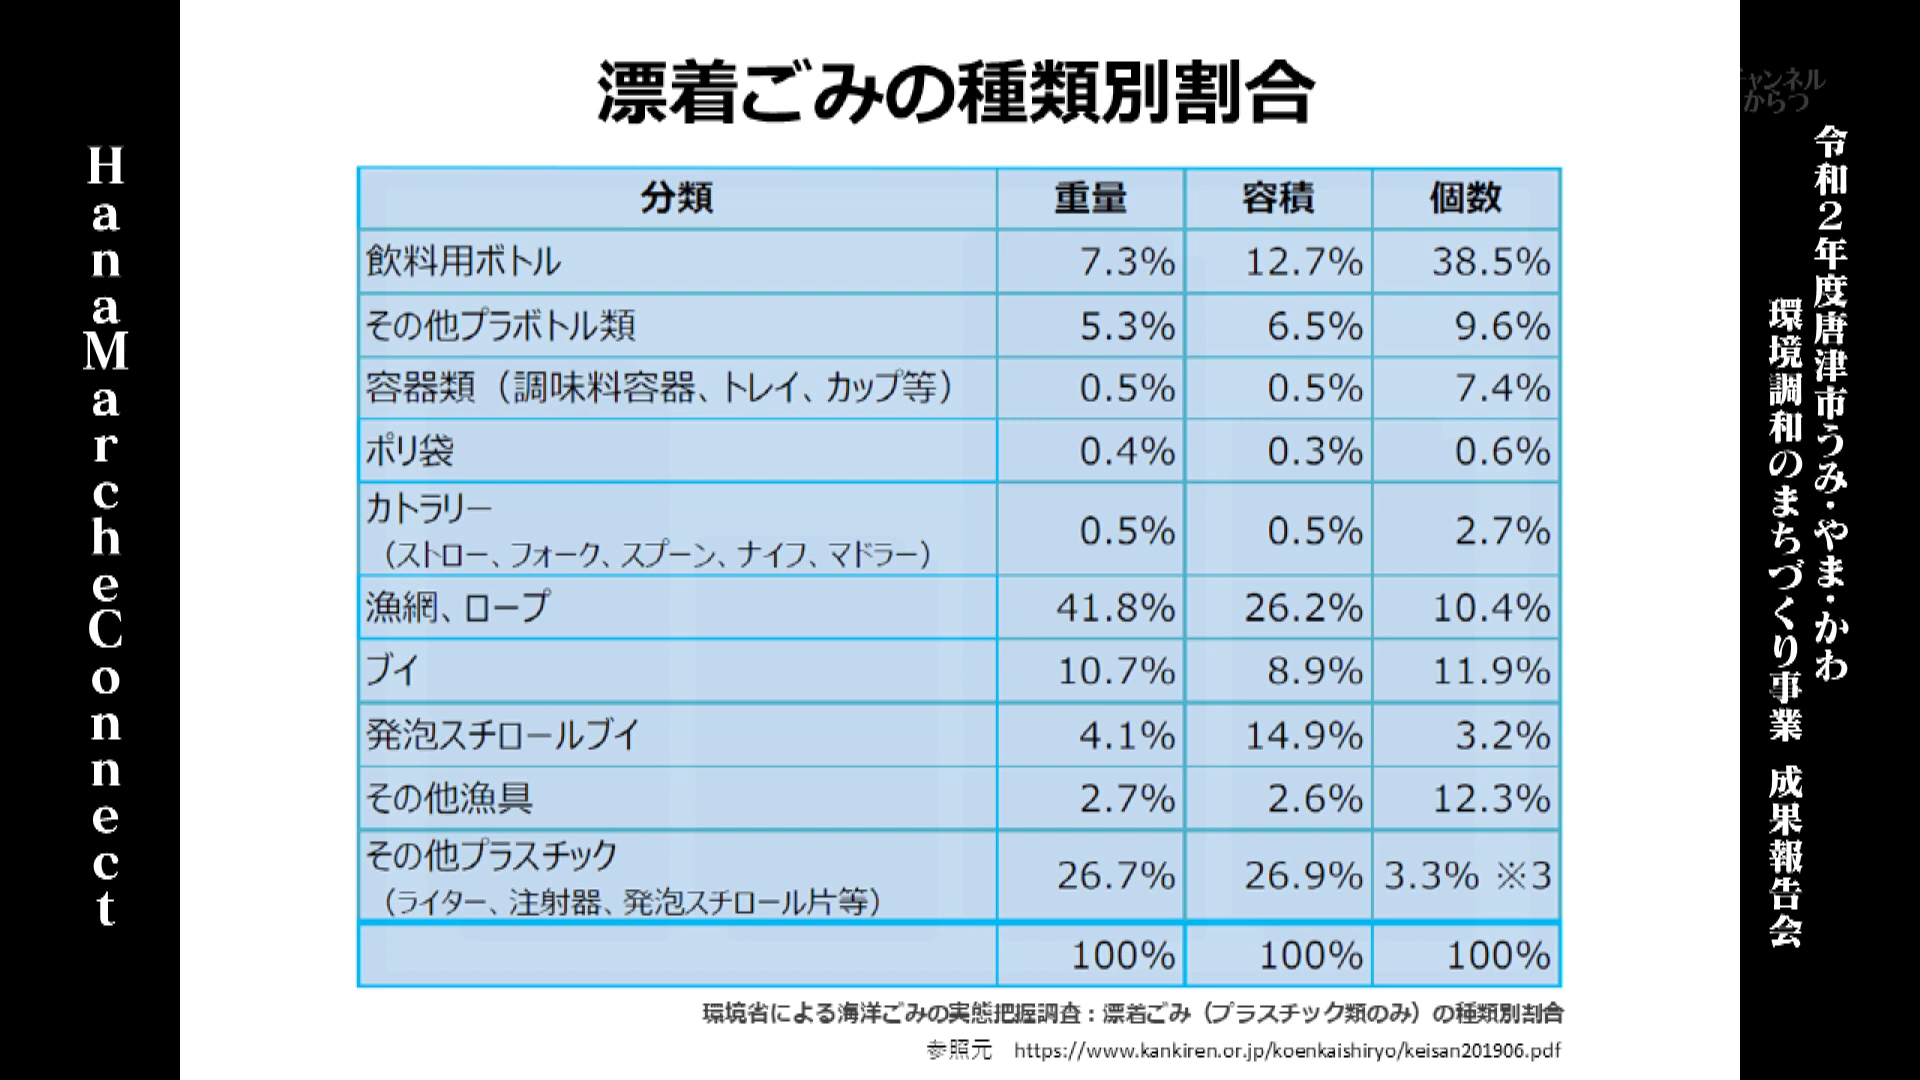 漂着ごみの種類別割合
分類 重量 容積 個数
飲料用ボトル 7.3% 12.7% 38.5%
その他プラボトル類 5.3% 6.5% 9.6%
容器類（調味料容器、トレイ、カップ等） 0.5% 0.5% 7.4%
ポリ袋 0.4% 0.3% 0.6%
カトラリー
（ストロー、フォーク、スプーン、ナイフ、マドラー） 0.5% 0.5% 2.7%
漁網、ロープ 41.8% 26.2% 10.4%
ブイ 10.7% 8.9% 11.9%
発泡スチロールブイ 4.1% 14.9% 3.2%
その他漁具 2.7% 2.6% 12.3%
その他プラスチック
（ライター、注射器、発泡スチロール片等） 26.7% 26.9% 3.3% ※3
100% 100% 100%
環境省による海洋ごみの実態把握調査：漂着ごみ（プラスチック類のみ）の種類別割合
参照元 https://www.kankiren.or.jp/koenkaishiryo/keisan201906.pdf
HanaMarcheConnect
チャンネル
からつ
令和２年度唐津市うみ・やま・かわ
環境調和のまちづくり事業 成果報告会